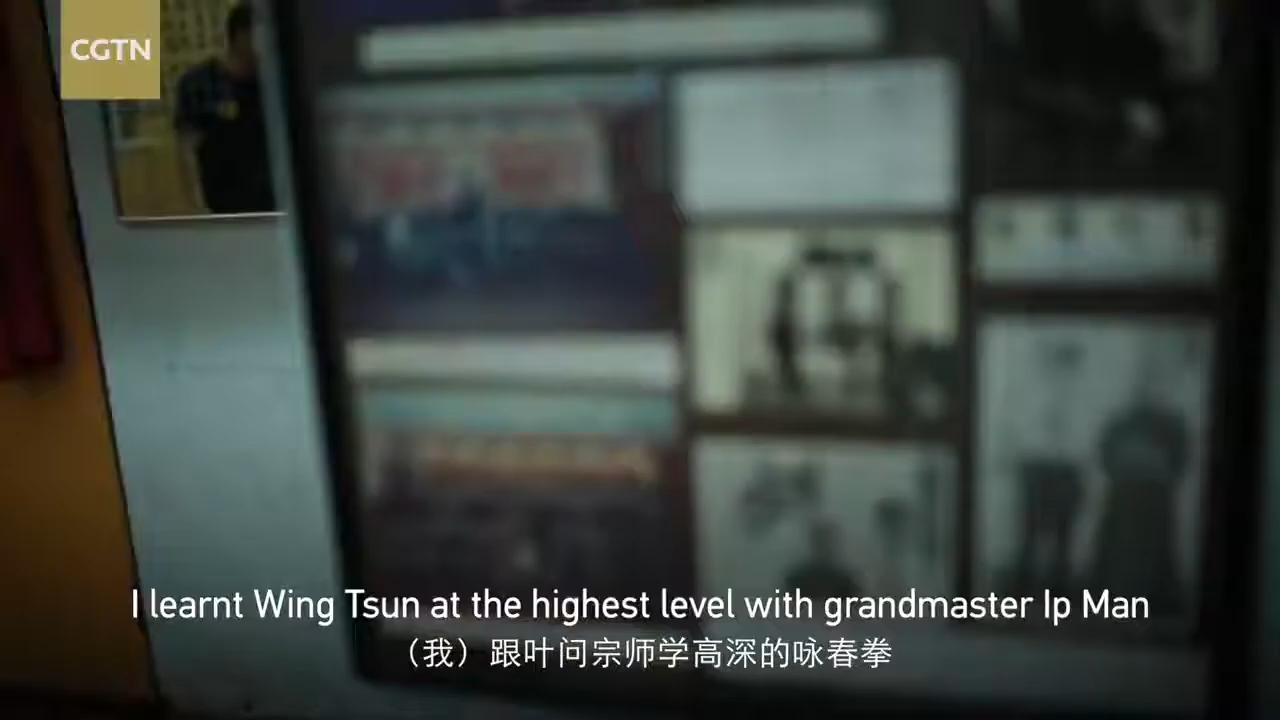 CGTN
I learnt Wing Tsun at the highest level with grandmaster Ip Man
（我）跟叶问宗师学高深的咏春拳